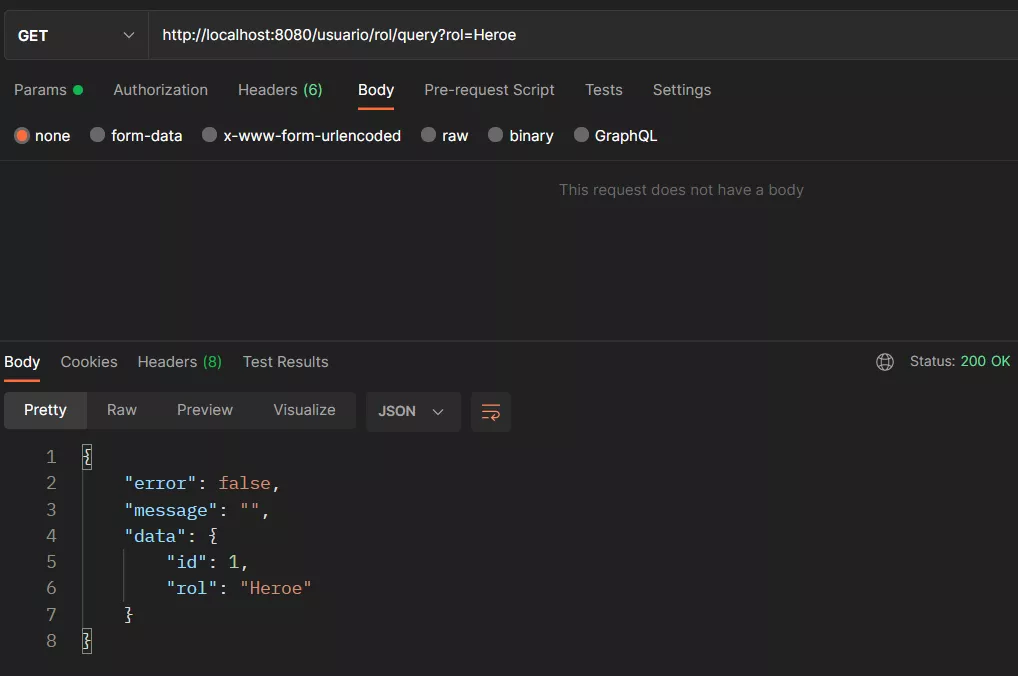 GET http://localhost:8080/usuario/rol/query?rol=Heroe
Params Authorization Headers (6) Body Pre-request Script Tests Settings
none form-data x-www-form-urlencoded raw binary GraphQL
This request does not have a body
Body Cookies Headers (8) Test Results Status: 200 OK
Pretty Raw Preview Visualize JSON
1 {
2 "error": false,
3 "message": "",
4 "data": {
5 "id": 1,
6 "rol": "Heroe"
7 }
8 }